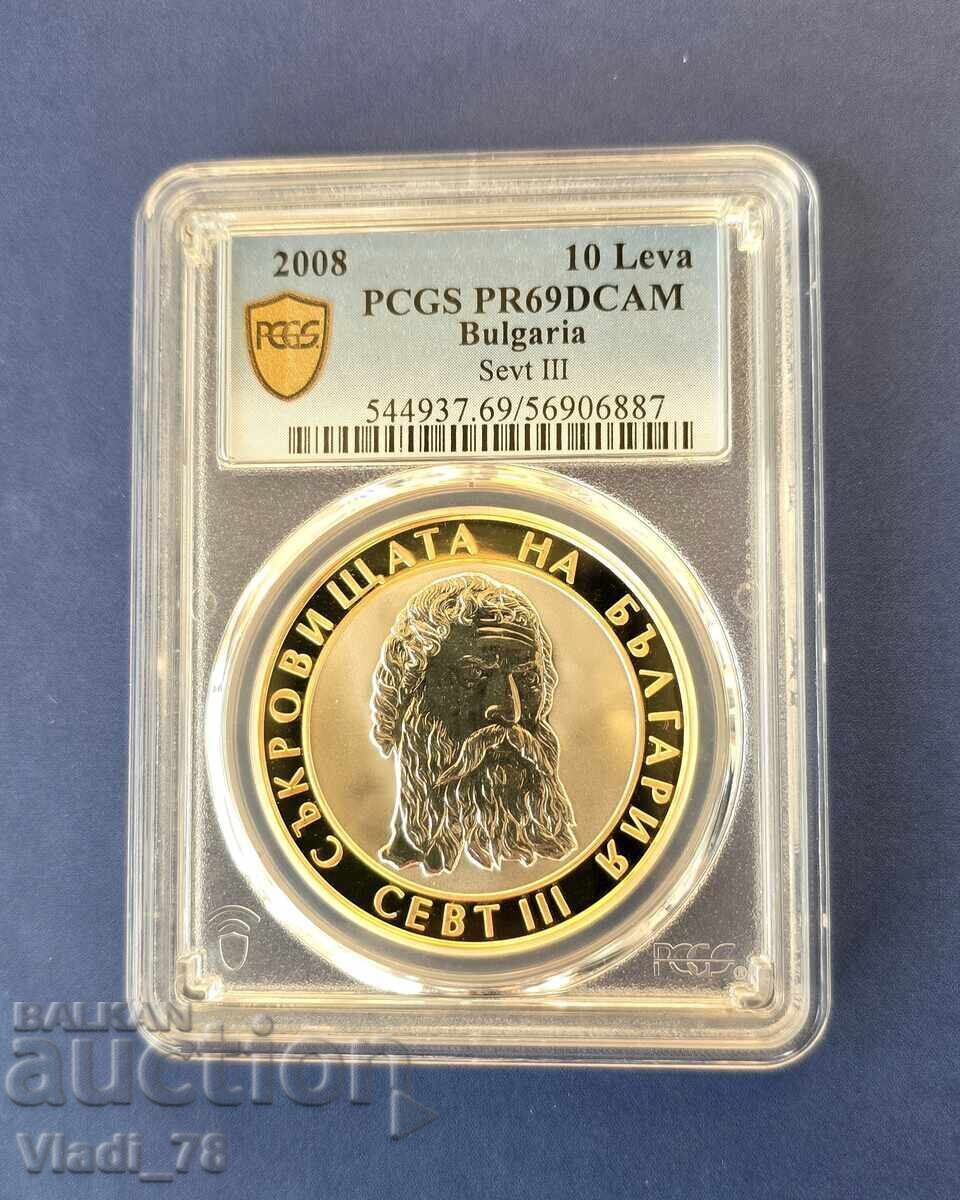 2008 10 Leva
PCGS PR69DCAM
Bulgaria
Sevt III
544937.69/56906887
PCGS
СЪКРОВИЩАТА НА БЪЛГАРИЯ
СЕВТ III
PCGS
BALKAN
auction
Vladi_78